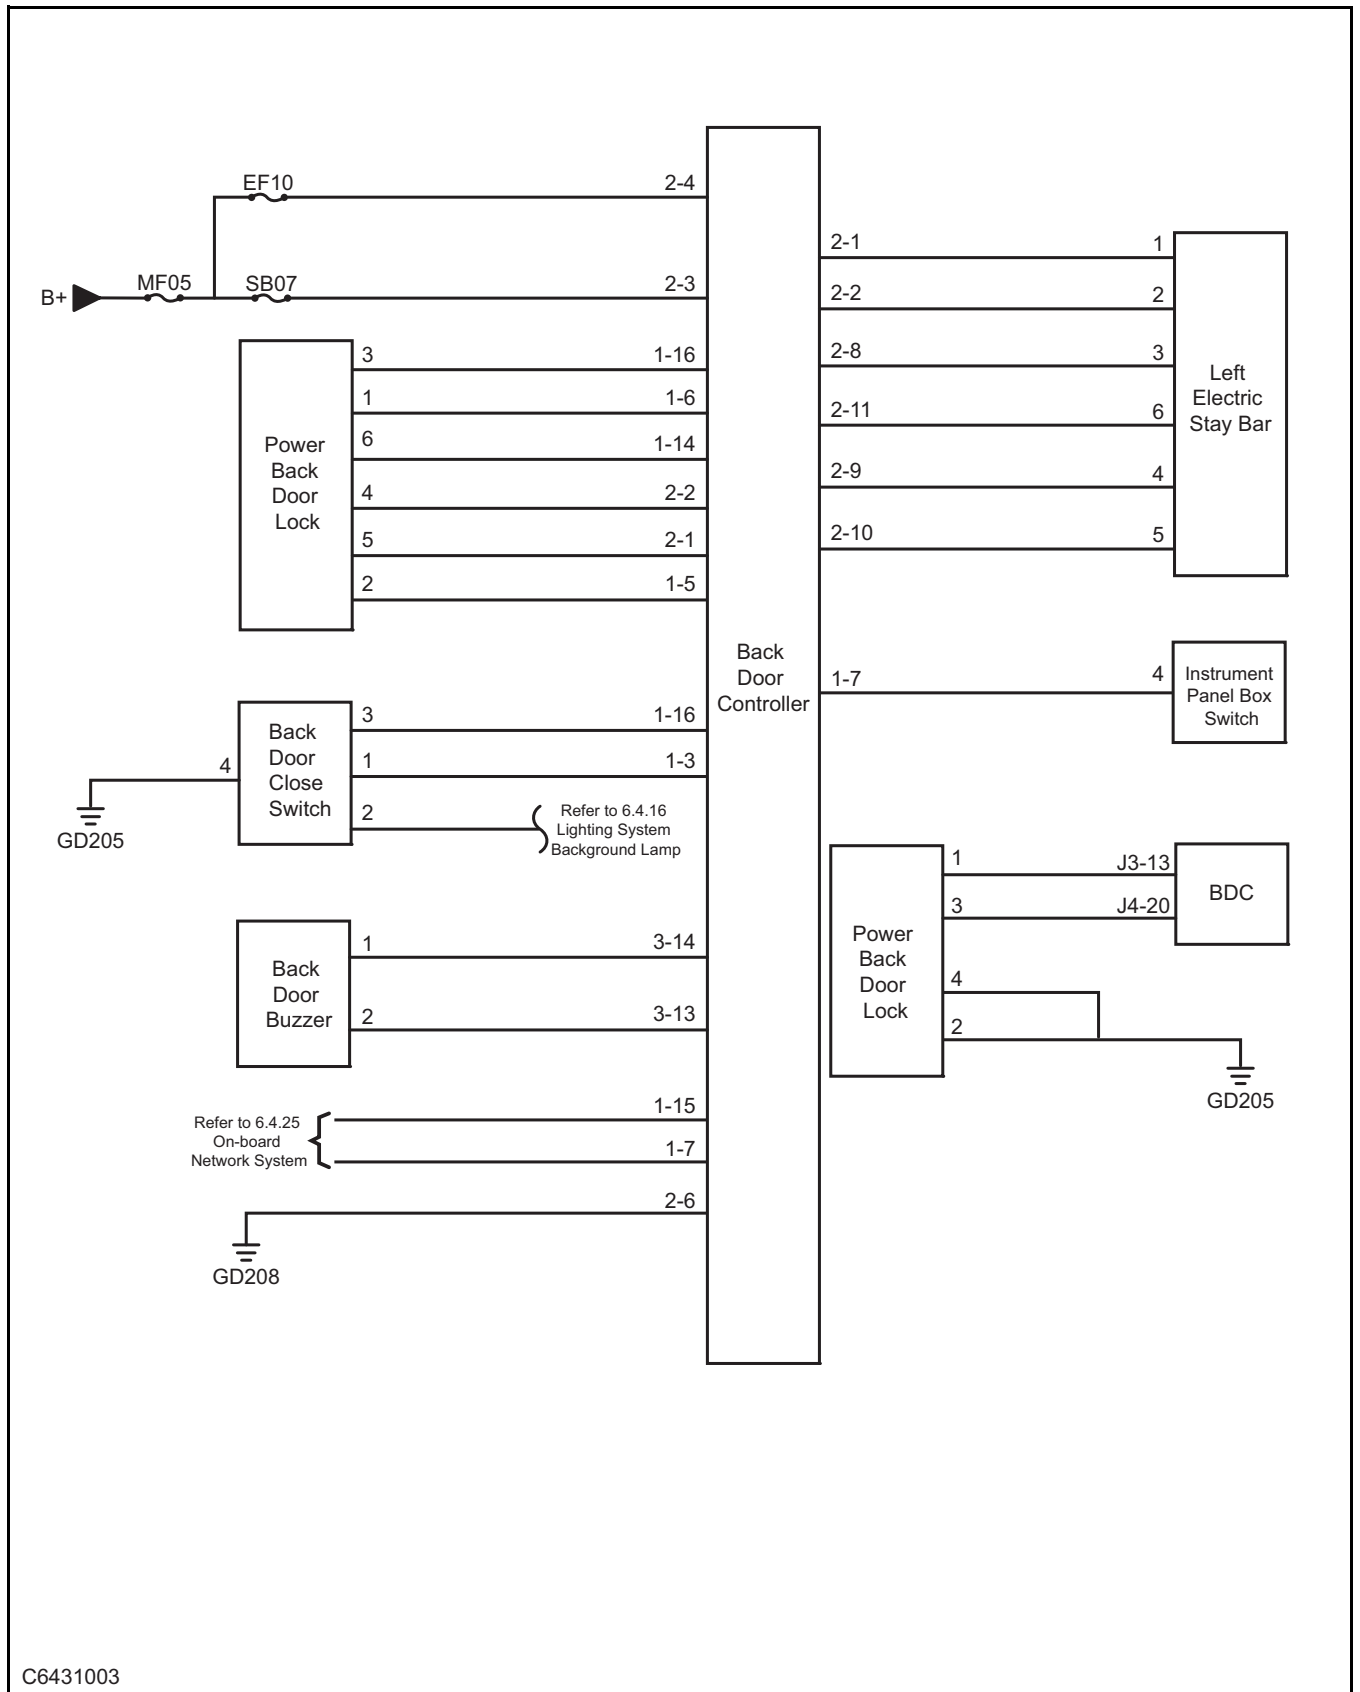 EF10
2-4
B+
MF05
SB07
2-3
Power
Back
Door
Lock
3
1-16
1
1-6
6
1-14
4
2-2
5
2-1
2
1-5
Back
Door
Close
Switch
3
1-16
1
1-3
2
4
GD205
Refer to 6.4.16
Lighting System
Background Lamp
Back
Door
Buzzer
1
3-14
2
3-13
Refer to 6.4.25
On-board
Network System
1-15
1-7
2-6
GD208
Back
Door
Controller
2-1
1
2-2
2
2-8
3
2-11
6
2-9
4
2-10
5
Left
Electric
Stay Bar
1-7
4
Instrument
Panel Box
Switch
Power
Back
Door
Lock
1
J3-13
3
J4-20
4
2
BDC
GD205
C6431003